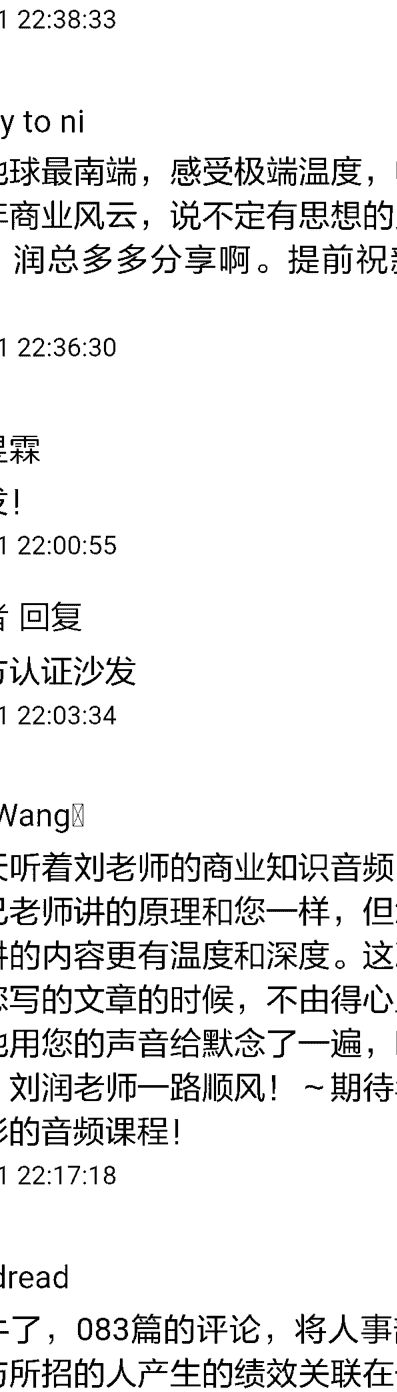 1 22:38:33
y to ni
球最南端，感受极端温度，
商业风云，说不定有思想的
润总多多分享啊。提前祝
1 22:36:30
霖
发！
1 22:00:55
者 回复
方认证沙发
1 22:03:34
Wang
天听着刘老师的商业知识音频
老师讲的原理和您一样，但
讲的内容更有温度和深度。这
您写的文章的时候，不由得心
地用您的声音给默念了一遍，
刘润老师一路顺风！～期待
的音频课程！
1 22:17:18
dread
了，083篇的评论，将人事
所招的人产生的绩效关联在